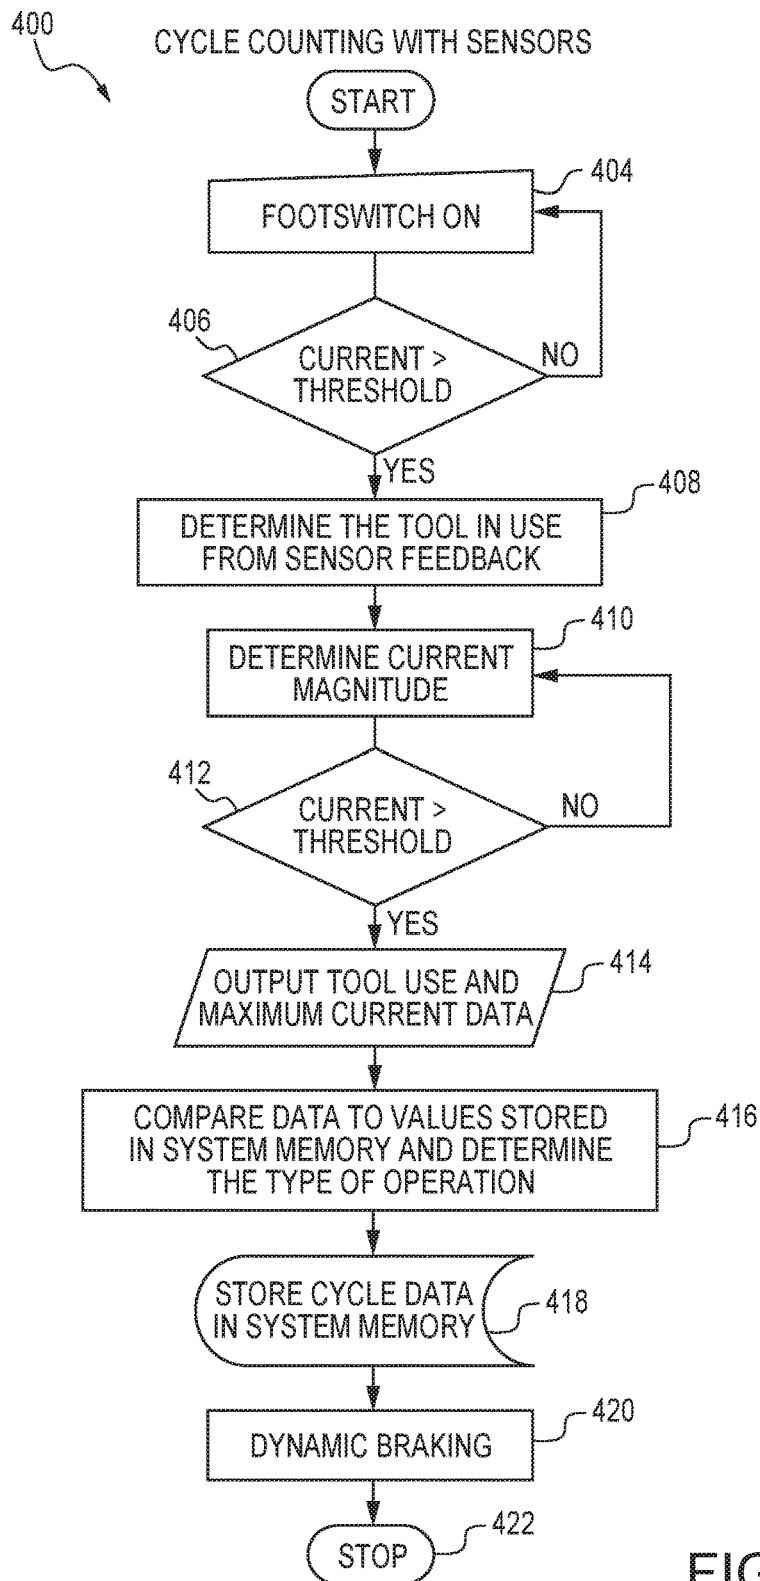 400
CYCLE COUNTING WITH SENSORS
START
404
FOOTSWITCH ON
406
CURRENT >
THRESHOLD
NO
YES
408
DETERMINE THE TOOL IN USE
FROM SENSOR FEEDBACK
410
DETERMINE CURRENT
MAGNITUDE
412
CURRENT >
THRESHOLD
NO
YES
414
OUTPUT TOOL USE AND
MAXIMUM CURRENT DATA
416
COMPARE DATA TO VALUES STORED
IN SYSTEM MEMORY AND DETERMINE
THE TYPE OF OPERATION
STORE CYCLE DATA
IN SYSTEM MEMORY
418
420
DYNAMIC BRAKING
422
STOP
FIG